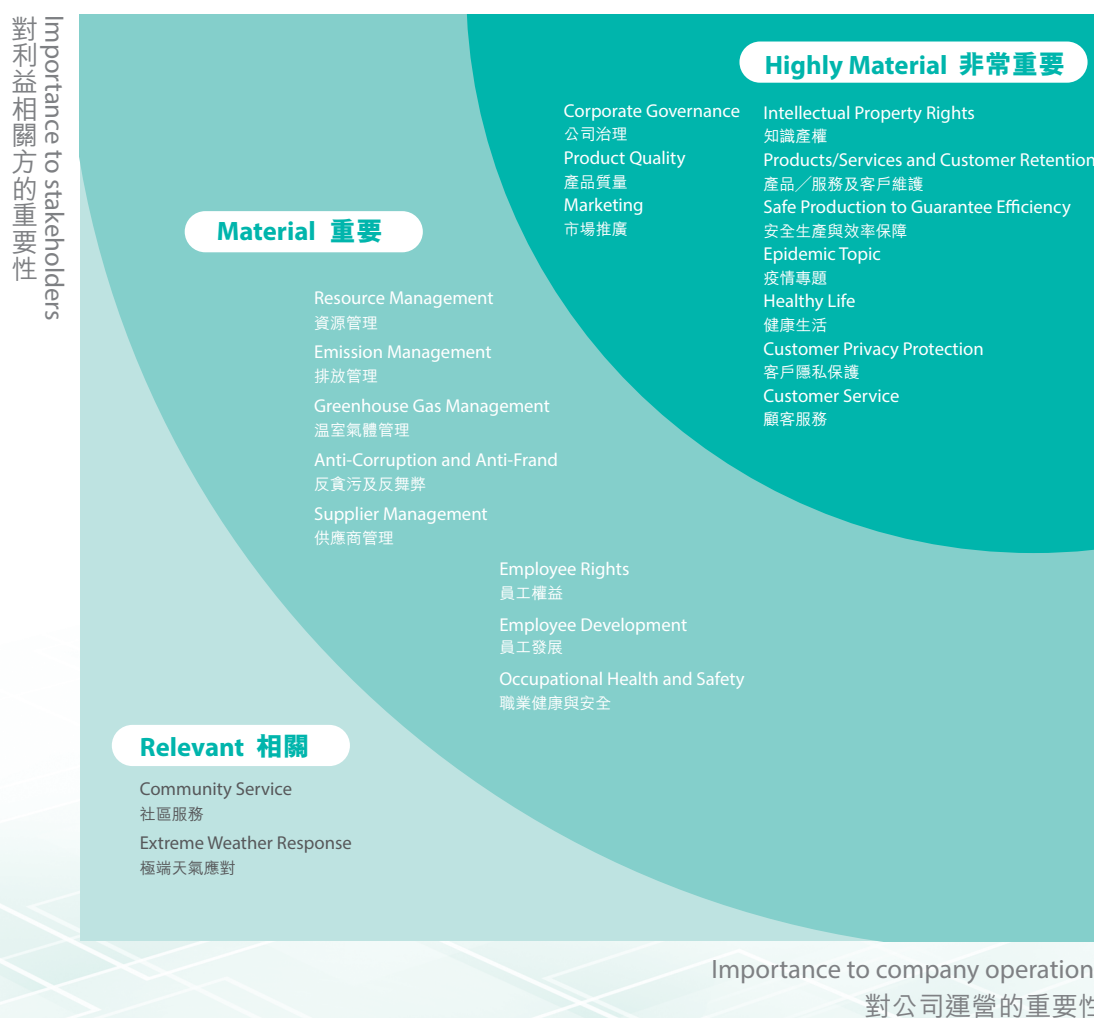 Importance to stakeholders
對利益相關方的重要性
Highly Material 非常重要
Corporate Governance
公司治理
Product Quality
產品質量
Marketing
市場推廣
Intellectual Property Rights
知識產權
Products/Services and Customer Retention
產品／服務及客戶維護
Safe Production to Guarantee Efficiency
安全生產與效率保障
Epidemic Topic
疫情專題
Healthy Life
健康生活
Customer Privacy Protection
客戶隱私保護
Customer Service
顧客服務
Material 重要
Resource Management
資源管理
Emission Management
排放管理
Greenhouse Gas Management
温室氣體管理
Anti-Corruption and Anti-Frand
反貪污及反舞弊
Supplier Management
供應商管理
Employee Rights
員工權益
Employee Development
員工發展
Occupational Health and Safety
職業健康與安全
Relevant 相關
Community Service
社區服務
Extreme Weather Response
極端天氣應對
Importance to company operation
對公司運營的重要性